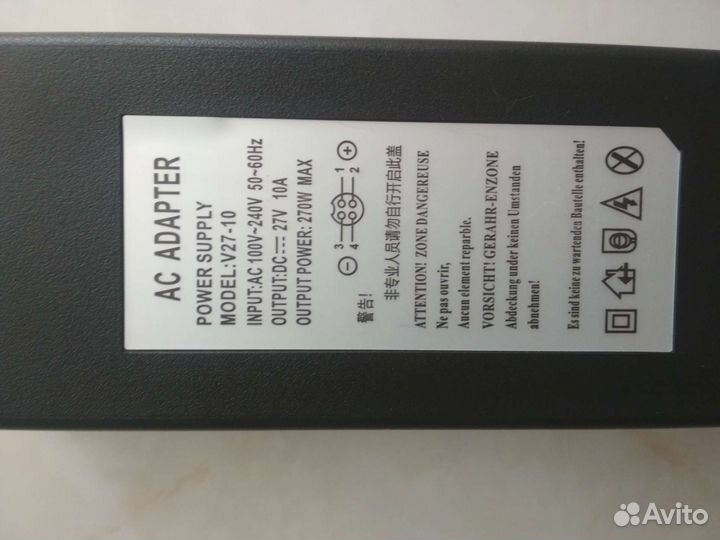 AC ADAPTER
POWER SUPPLY
MODEL:V27-10
INPUT:AC 100V~240V 50~60Hz
OUTPUT:DC 27V 10A
OUTPUT POWER: 270W MAX
3 1
4 2
警告!
非专业人员请勿自行开启此盖
ATTENTION! ZONE DANGEREUSE
Ne pas ouvrir,
Aucun element reparble.
VORSICHT! GERAHR-ENZONE
Abdeckung under keinen Umstanden
abnehmen!
Es sind keine zu wartenden Bauteile enthalten!
Avito